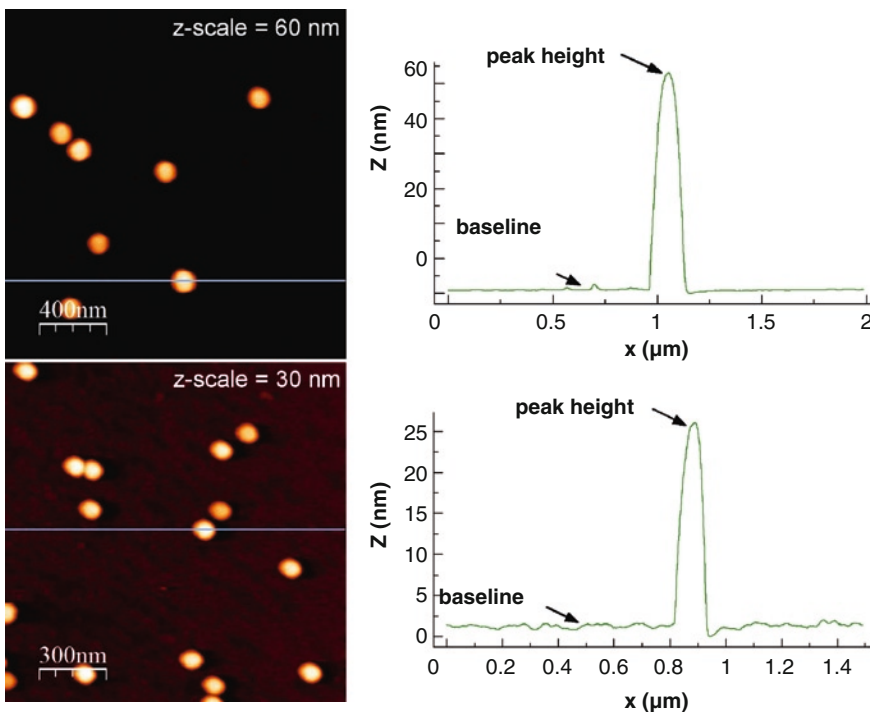 z-scale = 60 nm
400nm
peak height
baseline
Z (nm)
60
40
20
0
0 0.5 1 1.5 2
x (µm)
z-scale = 30 nm
300nm
peak height
baseline
Z (nm)
25
20
15
10
5
0
0 0.2 0.4 0.6 0.8 1 1.2 1.4
x (µm)